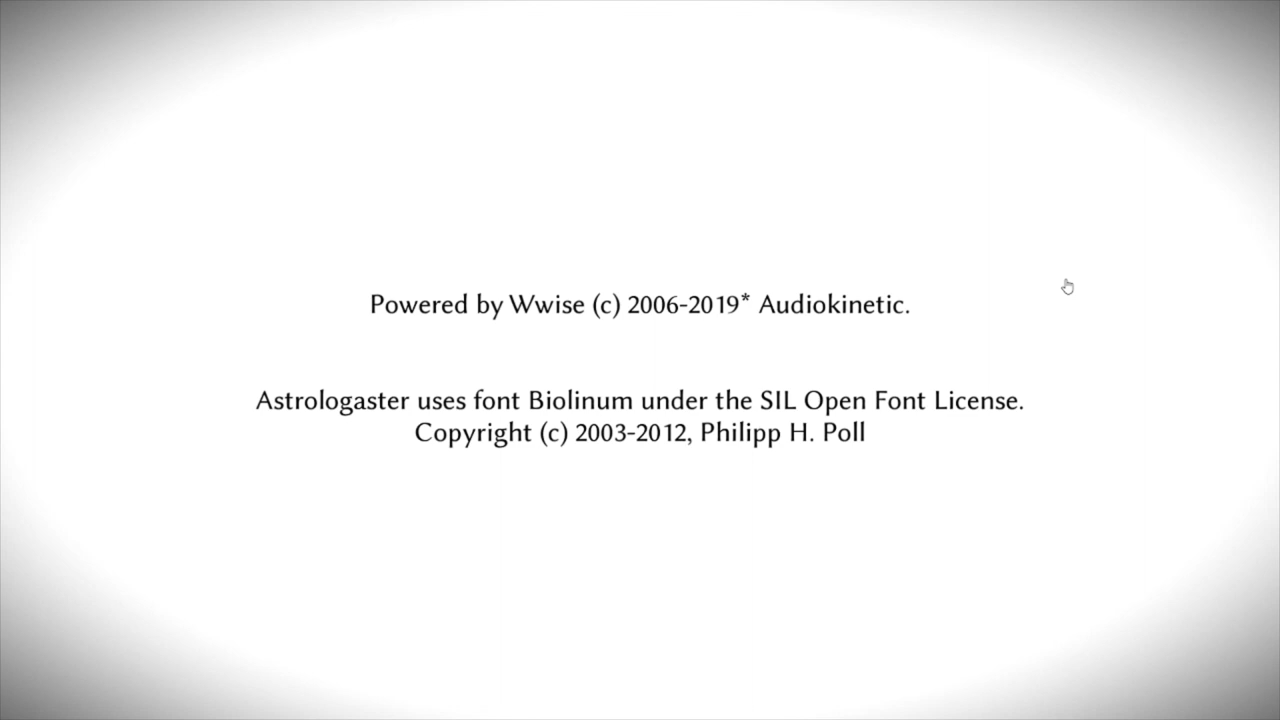 Powered by Wwise (c) 2006-2019* Audiokinetic.
Astrologaster uses font Biolinum under the SIL Open Font License.
Copyright (c) 2003-2012, Philipp H. Poll